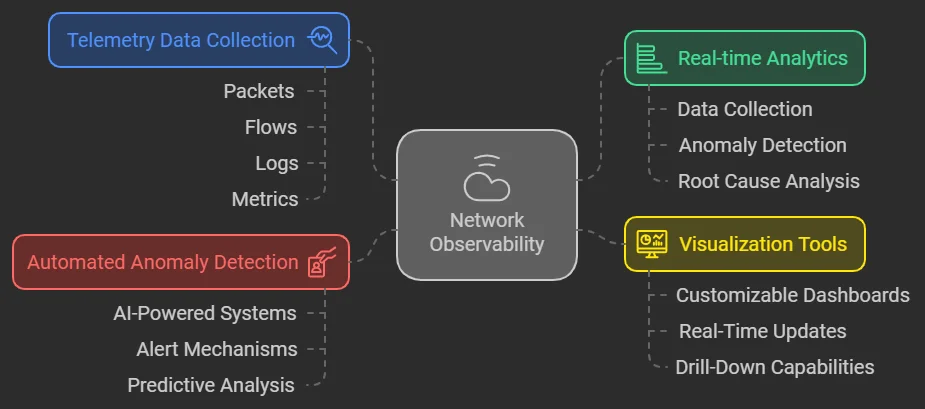 Telemetry Data Collection
Packets
Flows
Logs
Metrics
Automated Anomaly Detection
AI-Powered Systems
Alert Mechanisms
Predictive Analysis
Network
Observability
Real-time Analytics
Data Collection
Anomaly Detection
Root Cause Analysis
Visualization Tools
Customizable Dashboards
Real-Time Updates
Drill-Down Capabilities